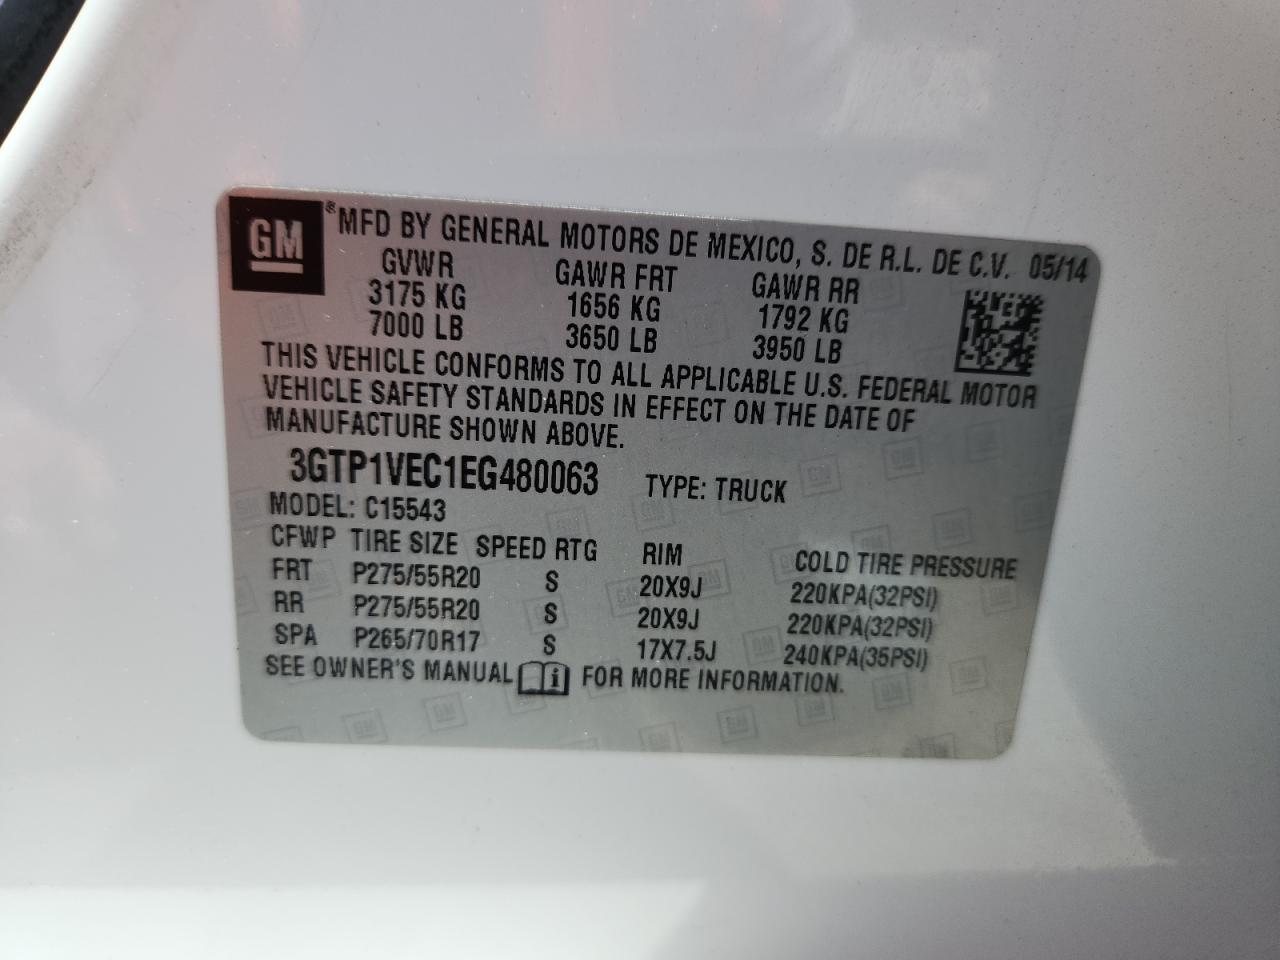 GM ® MFD BY GENERAL MOTORS DE MEXICO, S. DE R.L. DE C.V. 05/14
GVWR GAWR FRT GAWR RR
3175 KG 1656 KG 1792 KG
7000 LB 3650 LB 3950 LB
THIS VEHICLE CONFORMS TO ALL APPLICABLE U.S. FEDERAL MOTOR
VEHICLE SAFETY STANDARDS IN EFFECT ON THE DATE OF
MANUFACTURE SHOWN ABOVE.
3GTP1VEC1EG480063 TYPE: TRUCK
MODEL: C15543
CFWP TIRE SIZE SPEED RTG RIM COLD TIRE PRESSURE
FRT P275/55R20 S 20X9J 220KPA(32PSI)
RR P275/55R20 S 20X9J 220KPA(32PSI)
SPA P265/70R17 S 17X7.5J 240KPA(35PSI)
SEE OWNER'S MANUAL i FOR MORE INFORMATION.